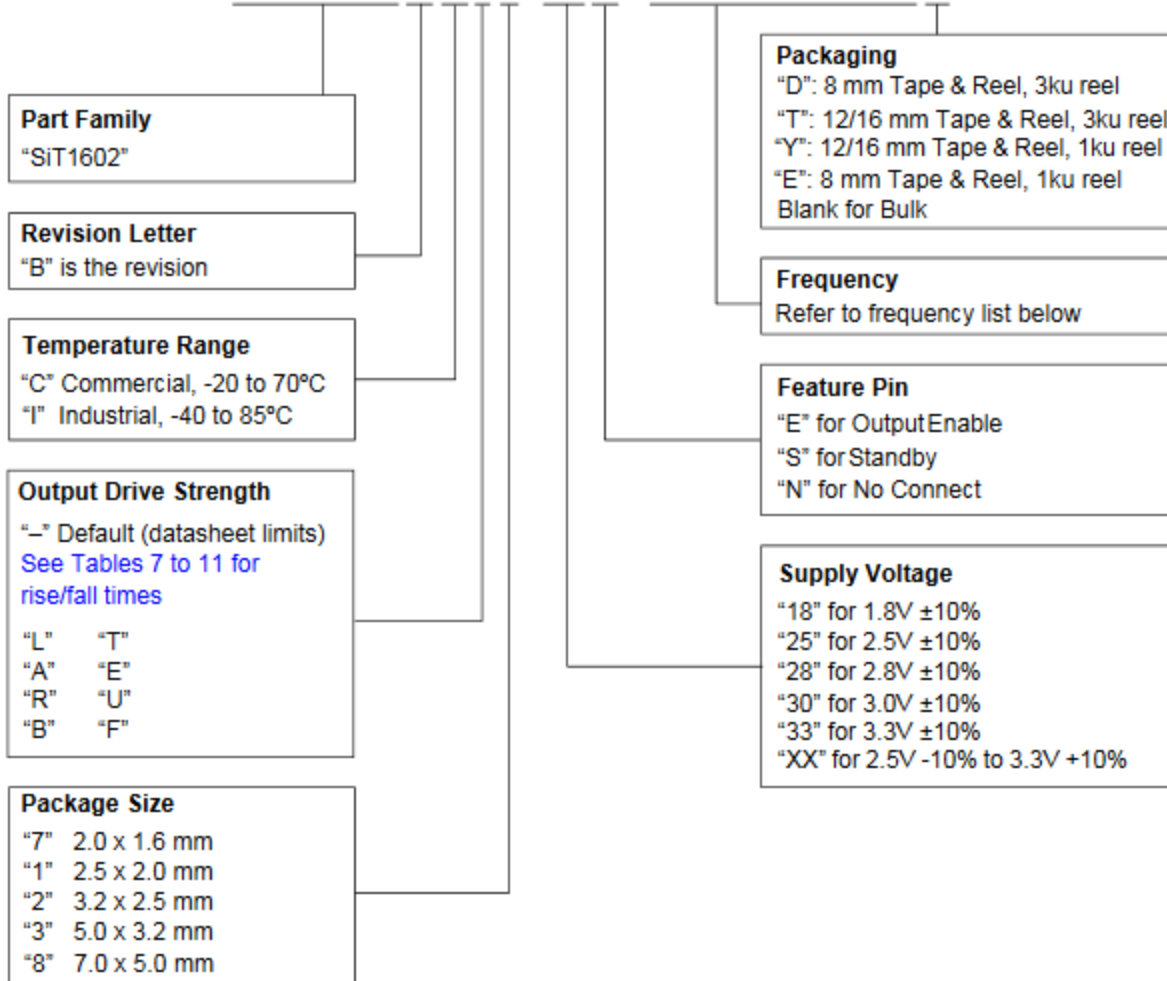 Part Family
“SiT1602”
Revision Letter
“B” is the revision
Temperature Range
“C” Commercial, -20 to 70ºC
“I” Industrial, -40 to 85ºC
Output Drive Strength
“–” Default (datasheet limits)
See Tables 7 to 11 for
rise/fall times
“L” “T”
“A” “E”
“R” “U”
“B” “F”
Package Size
“7” 2.0 x 1.6 mm
“1” 2.5 x 2.0 mm
“2” 3.2 x 2.5 mm
“3” 5.0 x 3.2 mm
“8” 7.0 x 5.0 mm
Packaging
“D”: 8 mm Tape & Reel, 3ku reel
“T”: 12/16 mm Tape & Reel, 3ku reel
“Y”: 12/16 mm Tape & Reel, 1ku reel
“E”: 8 mm Tape & Reel, 1ku reel
Blank for Bulk
Frequency
Refer to frequency list below
Feature Pin
“E” for Output Enable
“S” for Standby
“N” for No Connect
Supply Voltage
“18” for 1.8V ±10%
“25” for 2.5V ±10%
“28” for 2.8V ±10%
“30” for 3.0V ±10%
“33” for 3.3V ±10%
“XX” for 2.5V -10% to 3.3V +10%